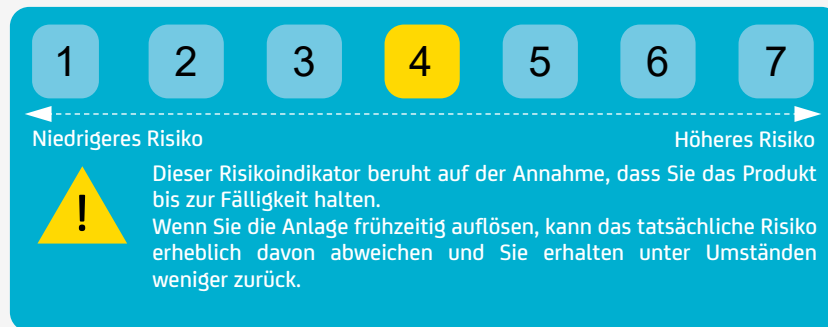 1 2 3 4 5 6 7
Niedrigeres Risiko Höheres Risiko
Dieser Risikoindikator beruht auf der Annahme, dass Sie das Produkt
bis zur Fälligkeit halten.
!
Wenn Sie die Anlage frühzeitig auflösen, kann das tatsächliche Risiko
erheblich davon abweichen und Sie erhalten unter Umständen
weniger zurück.